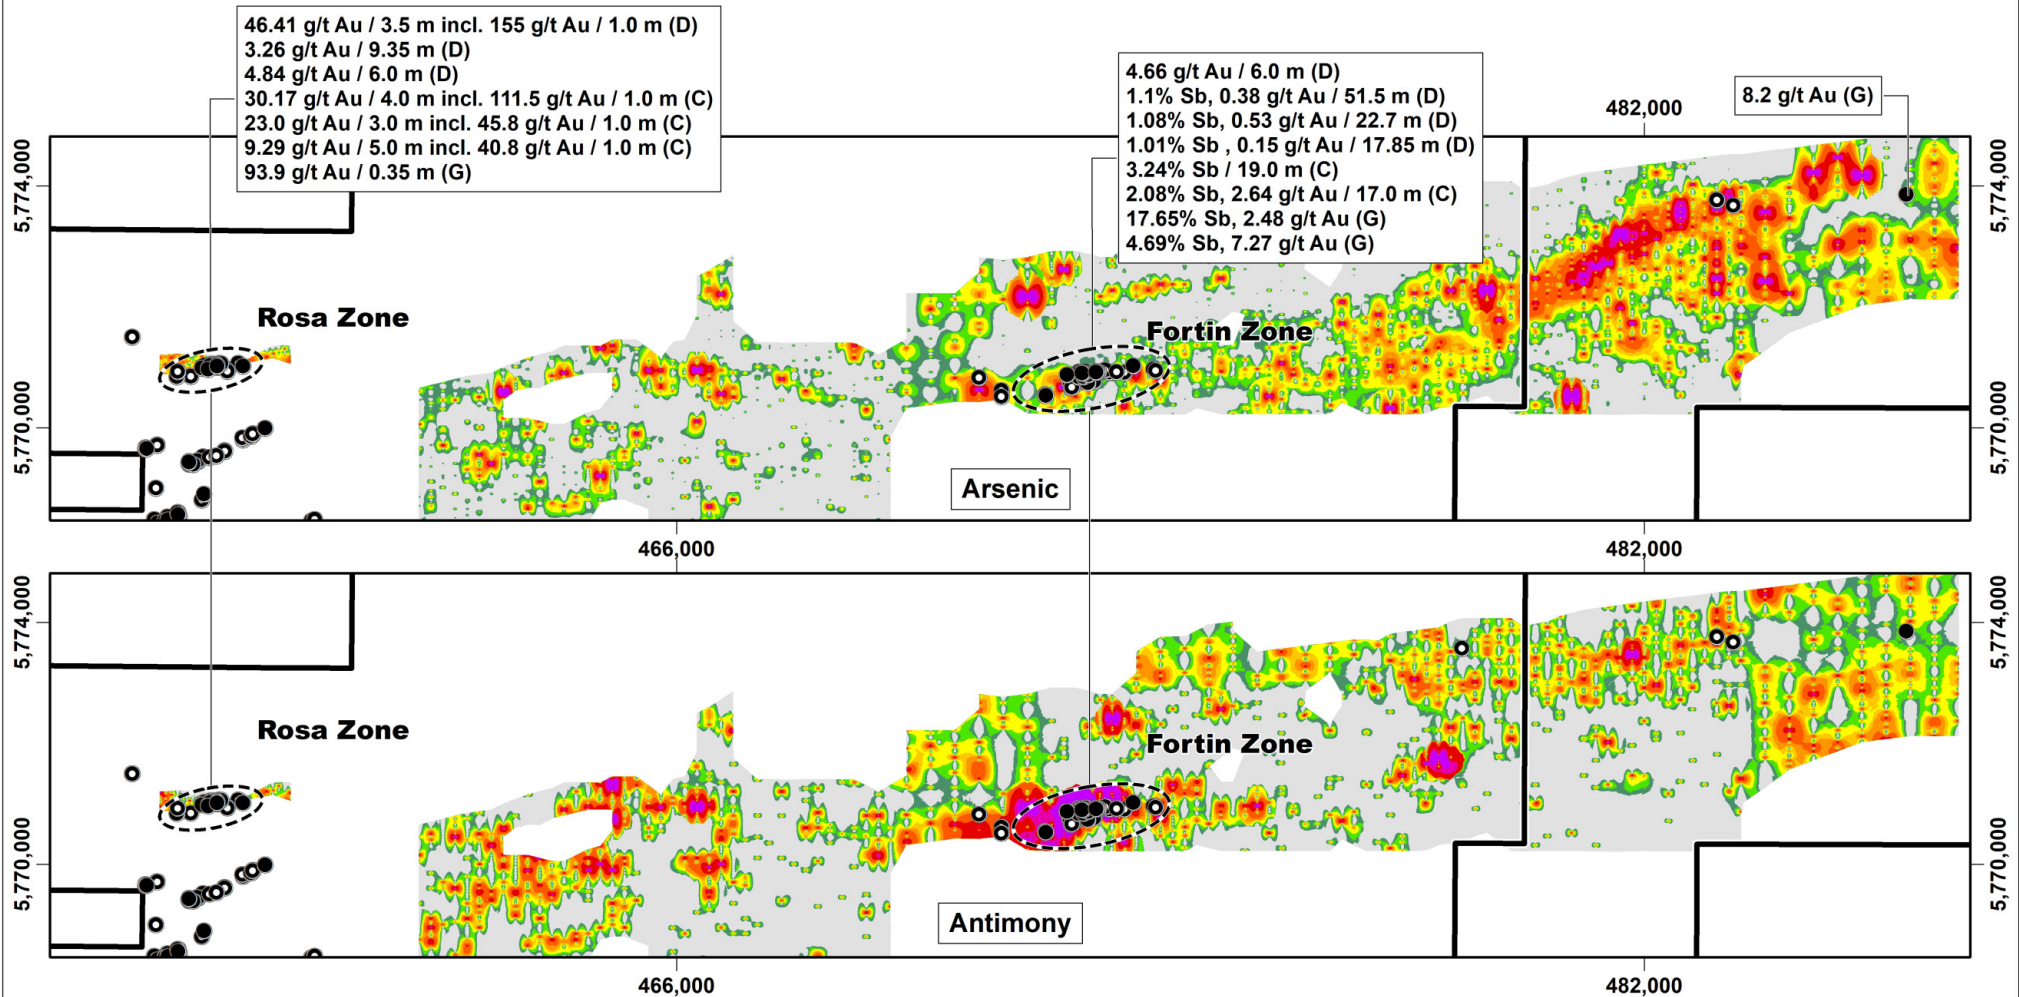 46.41 g/t Au / 3.5 m incl. 155 g/t Au / 1.0 m (D)
3.26 g/t Au / 9.35 m (D)
4.84 g/t Au / 6.0 m (D)
30.17 g/t Au / 4.0 m incl. 111.5 g/t Au / 1.0 m (C)
23.0 g/t Au / 3.0 m incl. 45.8 g/t Au / 1.0 m (C)
9.29 g/t Au / 5.0 m incl. 40.8 g/t Au / 1.0 m (C)
93.9 g/t Au / 0.35 m (G)
4.66 g/t Au / 6.0 m (D)
1.1% Sb, 0.38 g/t Au / 51.5 m (D)
1.08% Sb, 0.53 g/t Au / 22.7 m (D)
1.01% Sb , 0.15 g/t Au / 17.85 m (D)
3.24% Sb / 19.0 m (C)
2.08% Sb, 2.64 g/t Au / 17.0 m (C)
17.65% Sb, 2.48 g/t Au (G)
4.69% Sb, 7.27 g/t Au (G)
8.2 g/t Au (G)
482,000
5,774,000
5,774,000
Rosa Zone
Fortin Zone
5,770,000
5,770,000
Arsenic
466,000
482,000
5,774,000
5,774,000
Rosa Zone
Fortin Zone
5,770,000
5,770,000
Antimony
466,000
482,000